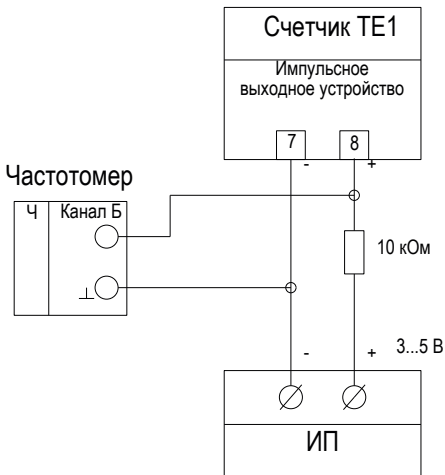 Счетчик ТЕ1
Импульсное
выходное устройство
7 8
- +
Частотомер
Ч Канал Б
⊥
10 кОм
- + 3...5 В
ИП